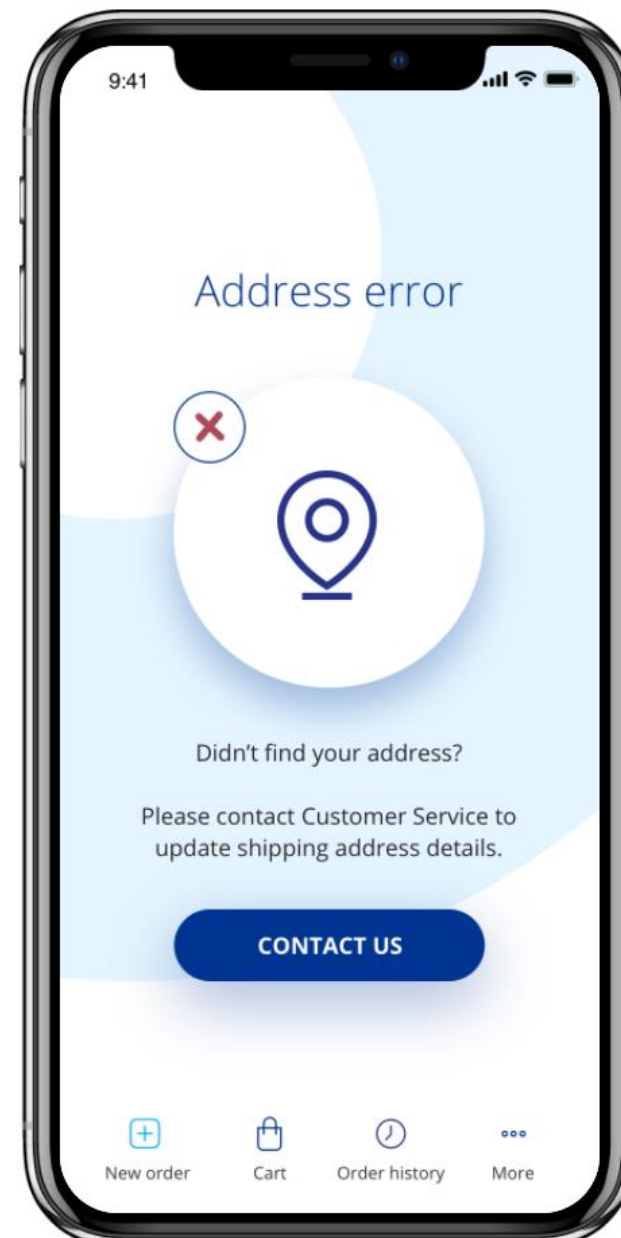 9:41
Address error
Didn't find your address?
Please contact Customer Service to
update shipping address details.
CONTACT US
New order
Cart
Order history
More